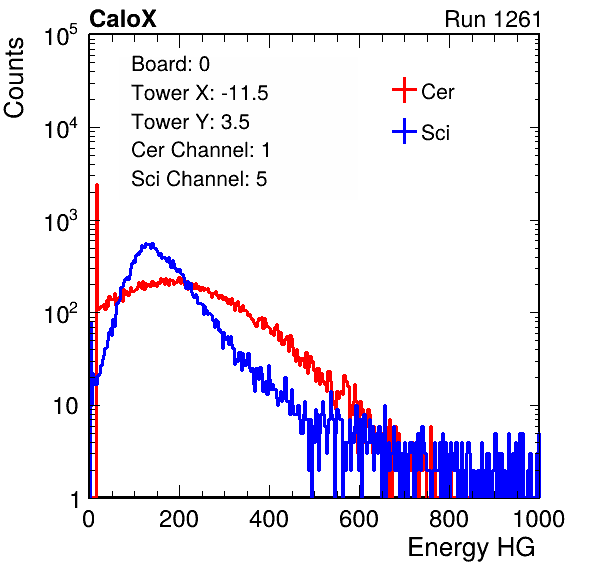 CaloX Run 1261
Counts
10^5
10^4
10^3
10^2
10
1
Board: 0
Tower X: -11.5
Tower Y: 3.5
Cer Channel: 1
Sci Channel: 5
Cer
Sci
0 200 400 600 800 1000
Energy HG